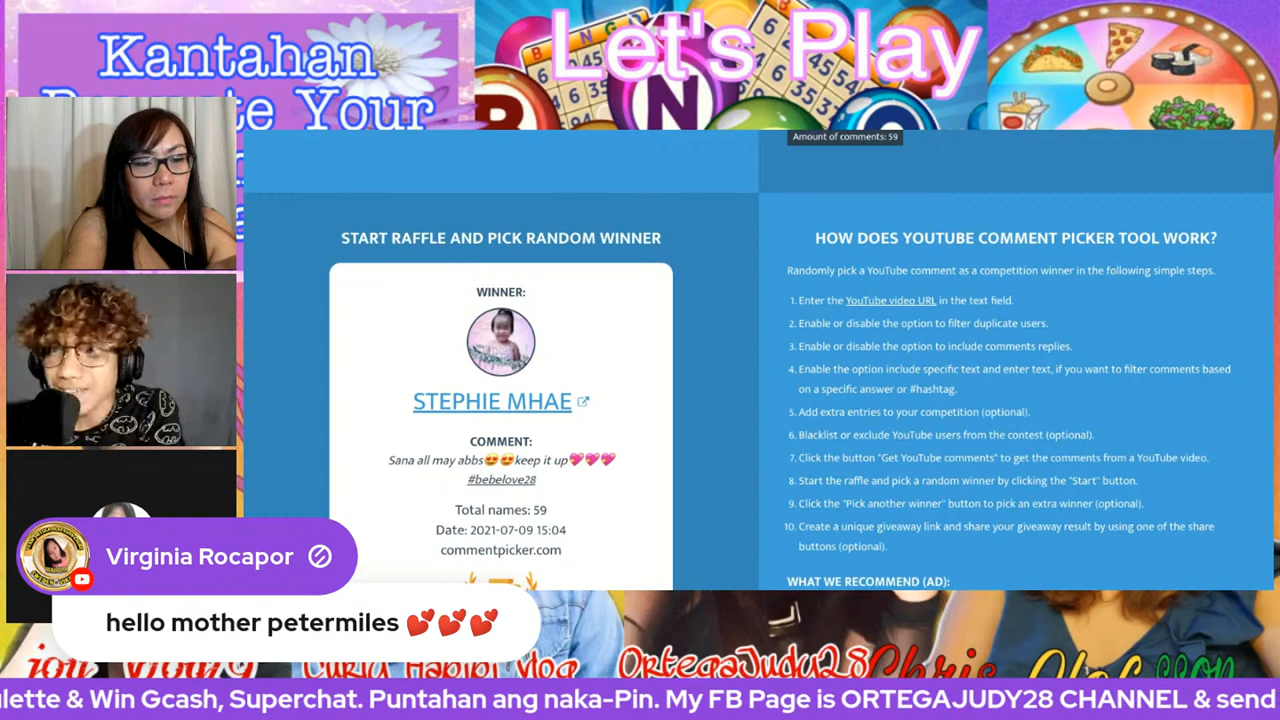 Kantahan
Let's Play
Your
BINGO
N
Amount of comments: 59
START RAFFLE AND PICK RANDOM WINNER
WINNER:
STEPHIE MHAE
COMMENT:
Sana all may abbs😍😍keep it up💖💖💖
#bebelove28
Total names: 59
Date: 2021-07-09 15:04
commentpicker.com
HOW DOES YOUTUBE COMMENT PICKER TOOL WORK?
Randomly pick a YouTube comment as a competition winner in the following simple steps.
1. Enter the YouTube video URL in the text field.
2. Enable or disable the option to filter duplicate users.
3. Enable or disable the option to include comments replies.
4. Enable the option include specific text and enter text, if you want to filter comments based
on a specific answer or #hashtag.
5. Add extra entries to your competition (optional).
6. Blacklist or exclude YouTube users from the contest (optional).
7. Click the button "Get YouTube comments" to get the comments from a YouTube video.
8. Start the raffle and pick a random winner by clicking the "Start" button.
9. Click the "Pick another winner" button to pick an extra winner (optional).
10. Create a unique giveaway link and share your giveaway result by using one of the share
buttons (optional).
WHAT WE RECOMMEND (AD):
Virginia Rocapor
hello mother petermiles 💕💕💕
Curly Habibi Vlog
OrtegaJudy28
Chris
ulette & Win Gcash, Superchat. Puntahan ang naka-Pin. My FB Page is ORTEGAJUDY28 CHANNEL & send